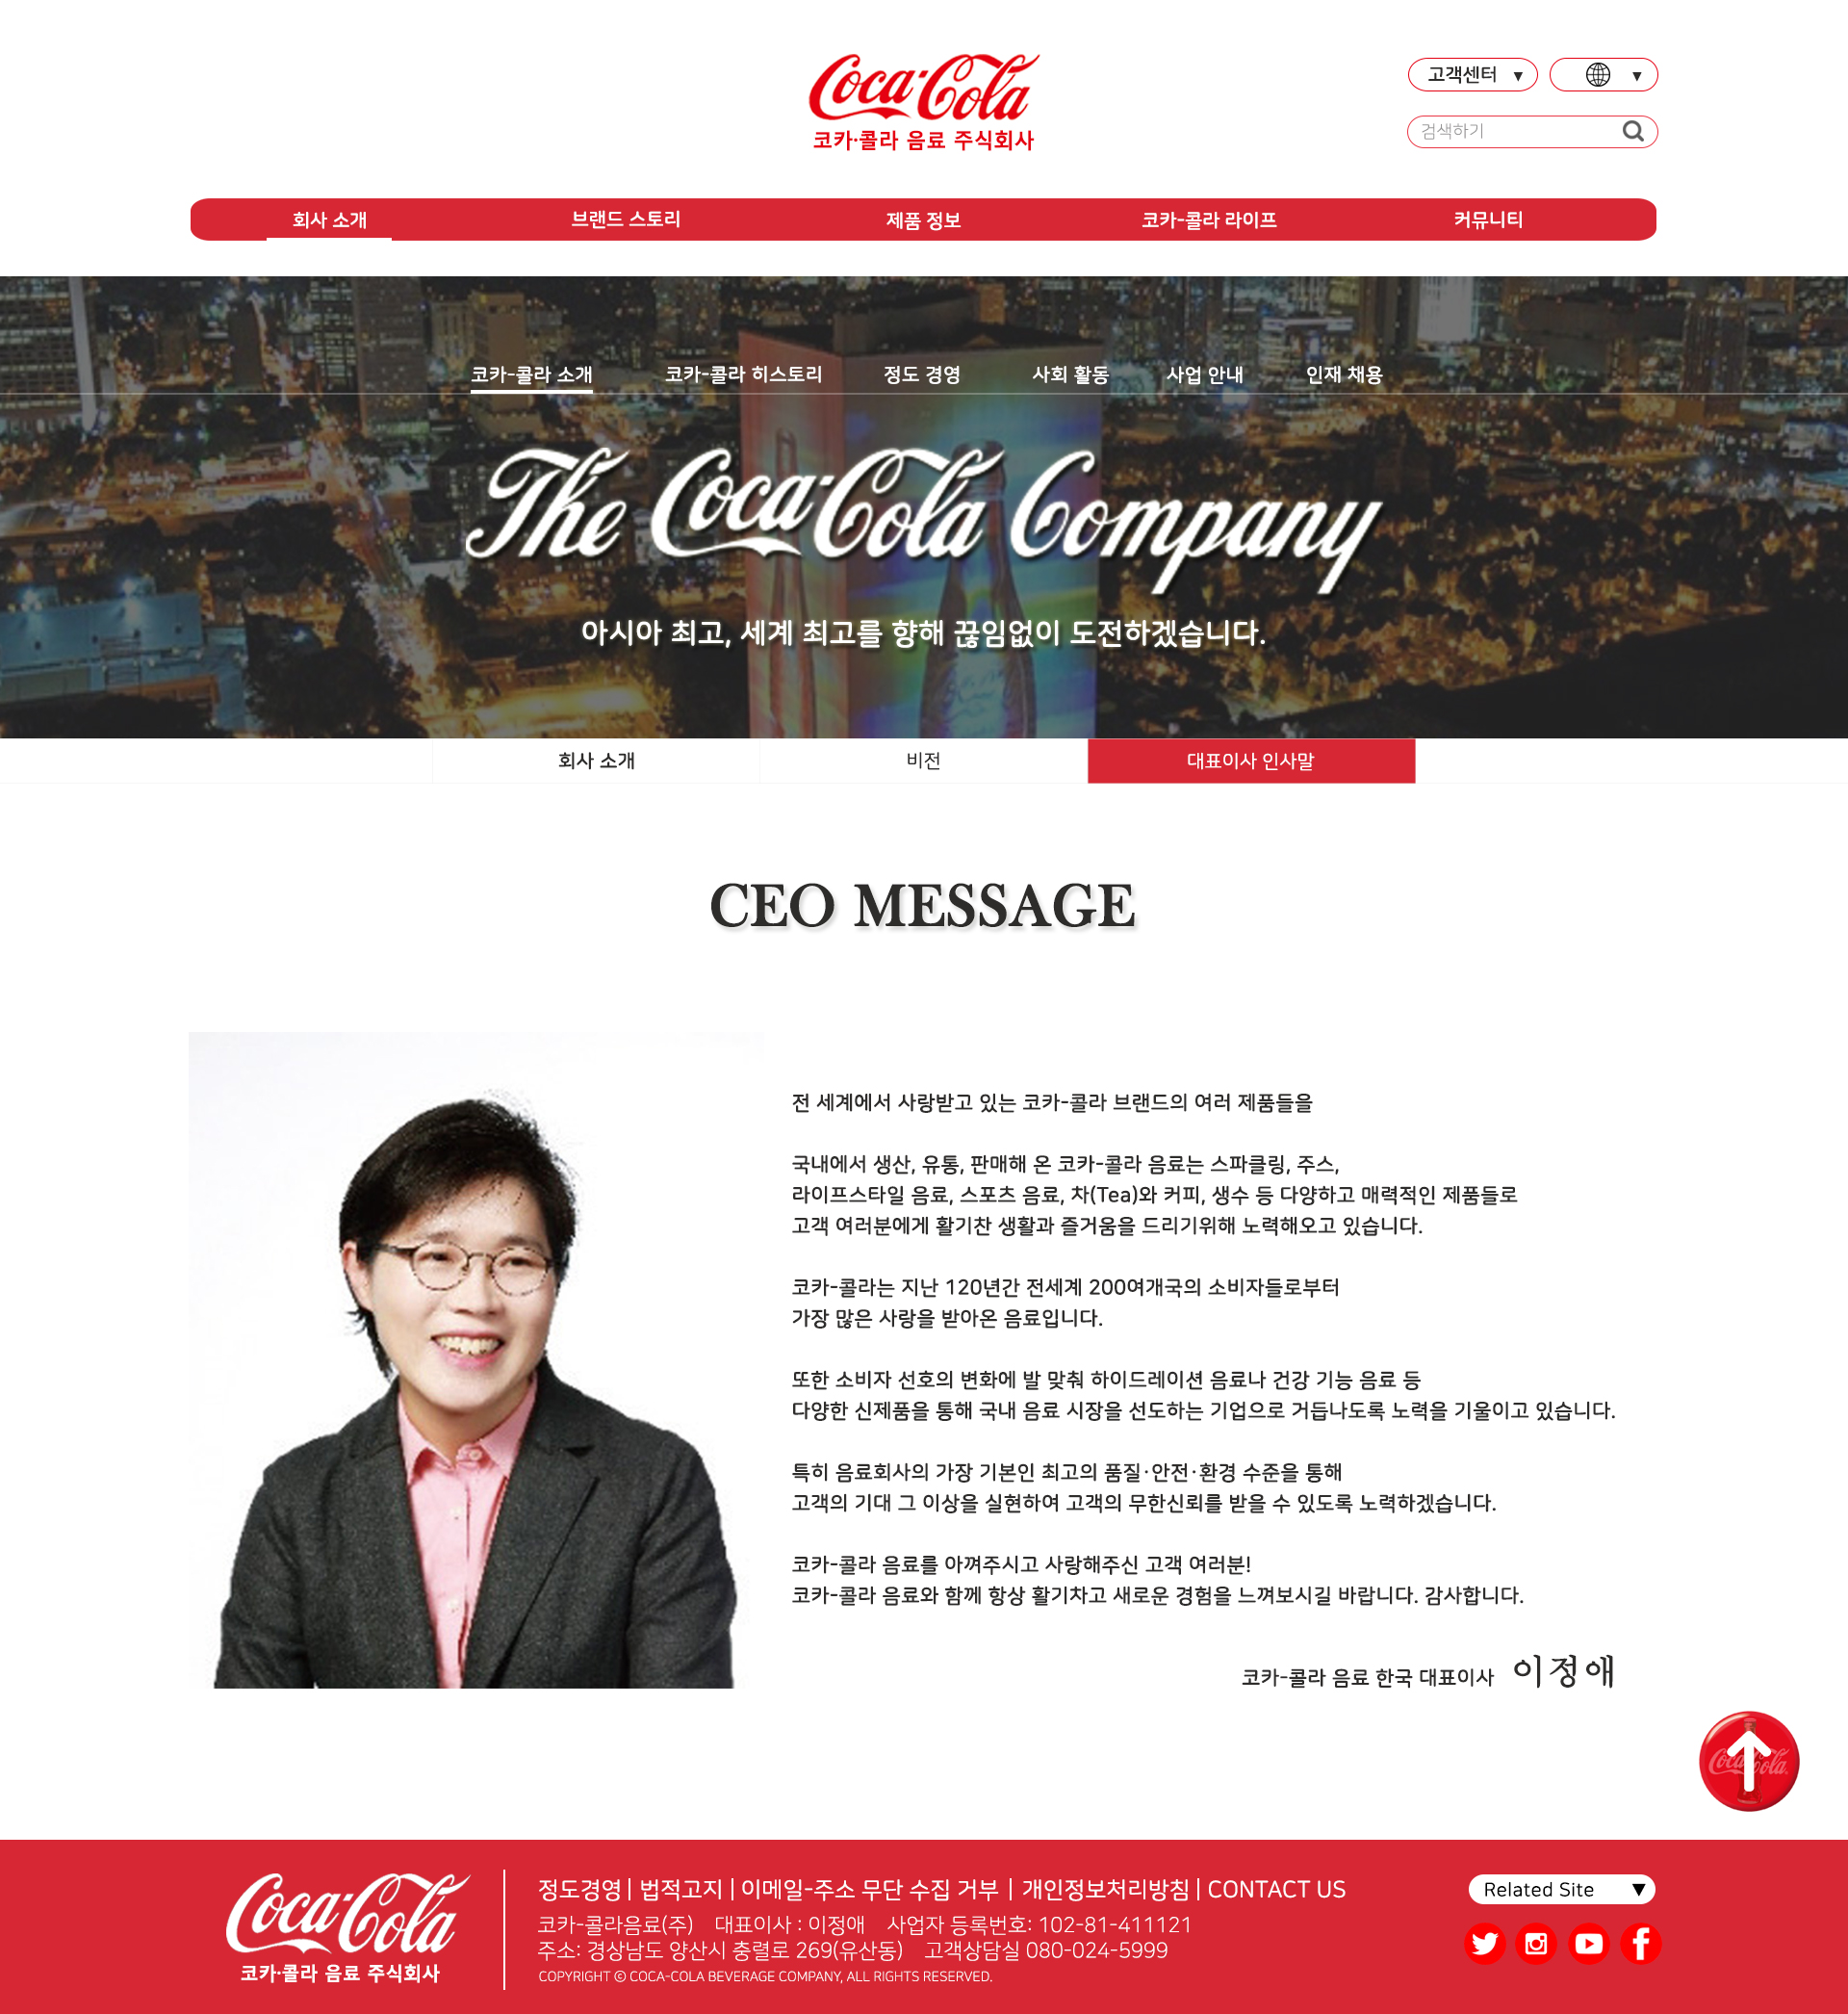 Coca-Cola
코카·콜라 음료 주식회사
고객센터 ▼
▼
검색하기
회사 소개
브랜드 스토리
제품 정보
코카-콜라 라이프
커뮤니티
코카-콜라 소개
코카-콜라 히스토리
정도 경영
사회 활동
사업 안내
인재 채용
The Coca-Cola Company
아시아 최고, 세계 최고를 향해 끊임없이 도전하겠습니다.
회사 소개
비전
대표이사 인사말
CEO MESSAGE
전 세계에서 사랑받고 있는 코카-콜라 브랜드의 여러 제품들을
국내에서 생산, 유통, 판매해 온 코카-콜라 음료는 스파클링, 주스,
라이프스타일 음료, 스포츠 음료, 차(Tea)와 커피, 생수 등 다양하고 매력적인 제품들로
고객 여러분에게 활기찬 생활과 즐거움을 드리기위해 노력해오고 있습니다.
코카-콜라는 지난 120년간 전세계 200여개국의 소비자들로부터
가장 많은 사랑을 받아온 음료입니다.
또한 소비자 선호의 변화에 발 맞춰 하이드레이션 음료나 건강 기능 음료 등
다양한 신제품을 통해 국내 음료 시장을 선도하는 기업으로 거듭나도록 노력을 기울이고 있습니다.
특히 음료회사의 가장 기본인 최고의 품질·안전·환경 수준을 통해
고객의 기대 그 이상을 실현하여 고객의 무한신뢰를 받을 수 있도록 노력하겠습니다.
코카-콜라 음료를 아껴주시고 사랑해주신 고객 여러분!
코카-콜라 음료와 함께 항상 활기차고 새로운 경험을 느껴보시길 바랍니다. 감사합니다.
코카-콜라 음료 한국 대표이사 이정애
Coca-Cola
Coca-Cola
코카·콜라 음료 주식회사
정도경영 | 법적고지 | 이메일-주소 무단 수집 거부 | 개인정보처리방침 | CONTACT US
코카-콜라음료(주) 대표이사 : 이정애 사업자 등록번호: 102-81-411121
주소: 경상남도 양산시 충렬로 269(유산동) 고객상담실 080-024-5999
COPYRIGHT © COCA-COLA BEVERAGE COMPANY, ALL RIGHTS RESERVED.
Related Site ▼